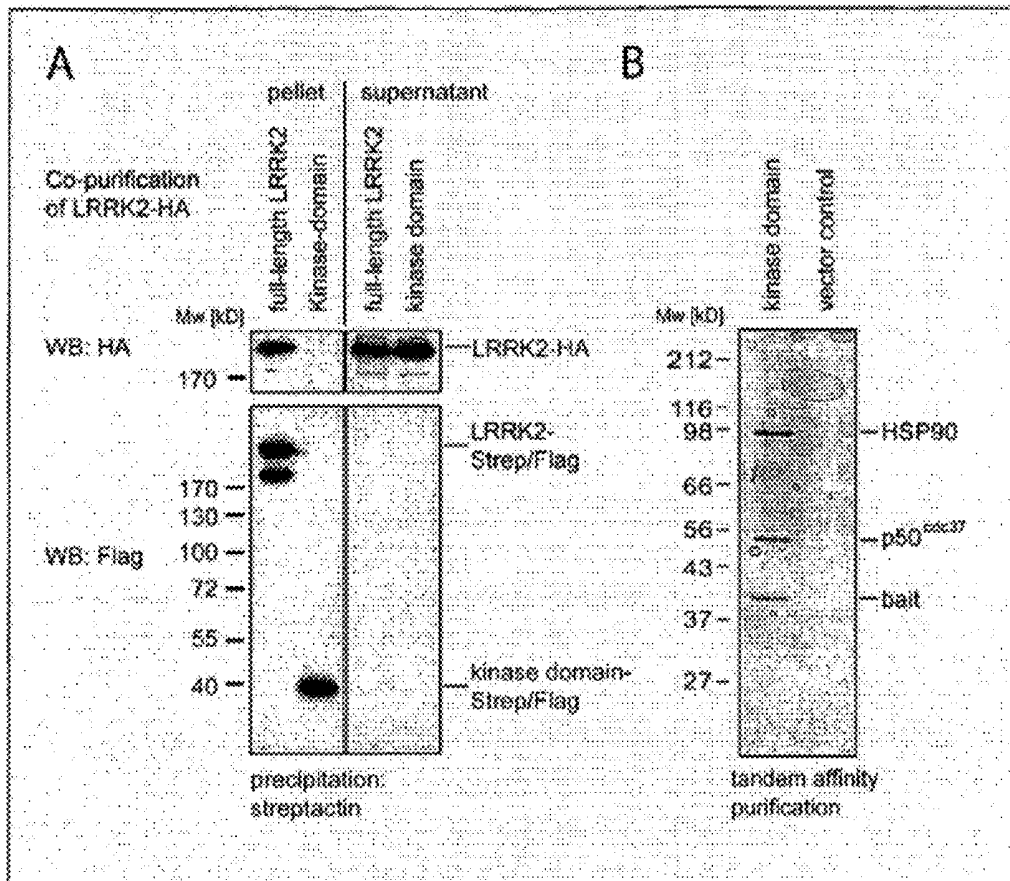 A
pellet
supernatant
Co-purification
of LRRK2-HA
full-length LRRK2
Kinase-domain
full-length LRRK2
kinase domain
Mw [kD]
WB: HA
170
LRRK2-HA
LRRK2-
Strep/Flag
170
130
WB: Flag
100
72
55
40
kinase domain-
Strep/Flag
precipitation:
streptactin
B
kinase domain
vector control
Mw [kD]
212
116
98
HSP90
66
56
p50cdc37
43
bait
37
27
tandam affinity
purification